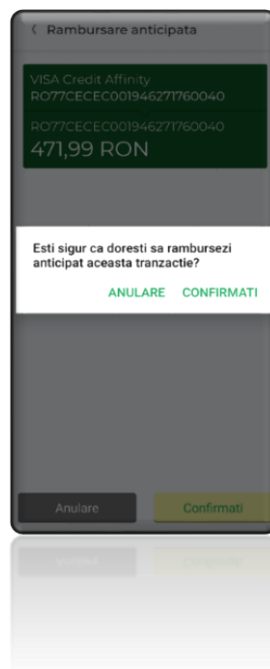 Rambursare anticipata
VISA Credit Affinity
RO77CECEC001946271760040
RO77CECEC001946271760040
471,99 RON
Esti sigur ca doresti sa rambursezi
anticipat aceasta tranzactie?
ANULARE CONFIRMATI
Anulare Confirmati